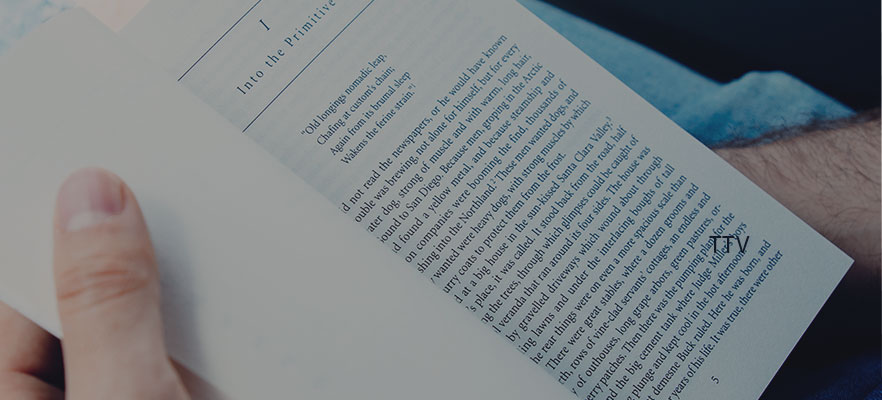 I
Into the Primitive
"Old longings nomadic leap,
Chafing at custom's chain;
Again from its brumal sleep
Wakens the ferine strain."¹
d not read the newspapers, or he would have known
ouble was brewing, not alone for himself, but for every
ater dog, strong of muscle and with warm, long hair,
ound to San Diego. Because men, groping in the Arctic
d found a yellow metal, and because steamship and
on companies were booming the find, thousands of
shing into the Northland.² These men wanted dogs, and
wanted were heavy dogs, with strong muscles by which
urry coats to protect them from the frost.
d at a big house in the sun-kissed Santa Clara Valley.³
's place, it was called. It stood back from the road, half
ng the trees, through which glimpses could be caught of
l veranda that ran around its four sides. The house was
by gravelled driveways which wound about through
ing lawns and under the interlacing boughs of tall
he rear things were on even a more spacious scale than
There were great stables, where a dozen grooms and
th, rows of vine-clad servants' cottages, an endless and
y of outhouses, long grape arbors, green pastures, or-
erry patches. Then there was the pumping plant for the
nd the big cement tank where Judge boys
g plunge and kept cool in the hot afternoon.
t demesne Buck ruled. Here he was born, and
years of his life. It was true, there were other
5
TTV